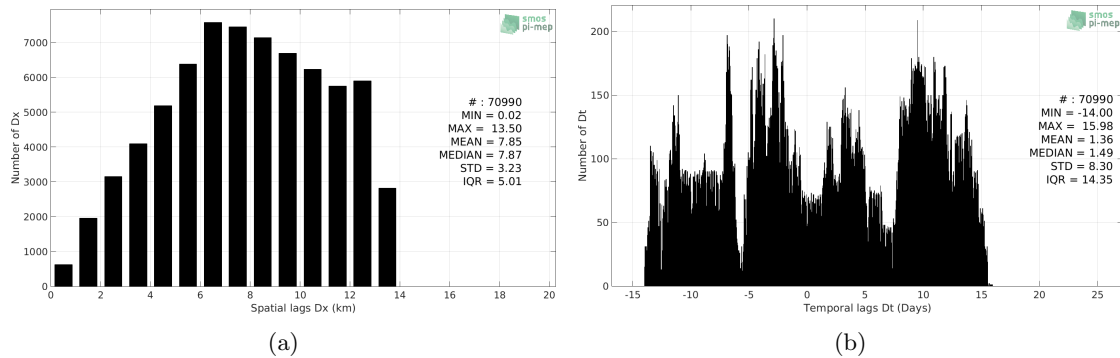 smos
pi-mep
7000
6000
5000
4000
3000
2000
1000
0
Number of Dx
# : 70990
MIN = 0.02
MAX = 13.50
MEAN = 7.85
MEDIAN = 7.87
STD = 3.23
IQR = 5.01
0 2 4 6 8 10 12 14 16 18 20
Spatial lags Dx (km)
(a)
smos
pi-mep
200
150
100
50
0
Number of Dt
# : 70990
MIN = -14.00
MAX = 15.98
MEAN = 1.36
MEDIAN = 1.49
STD = 8.30
IQR = 14.35
-15 -10 -5 0 5 10 15 20 25
Temporal lags Dt (Days)
(b)